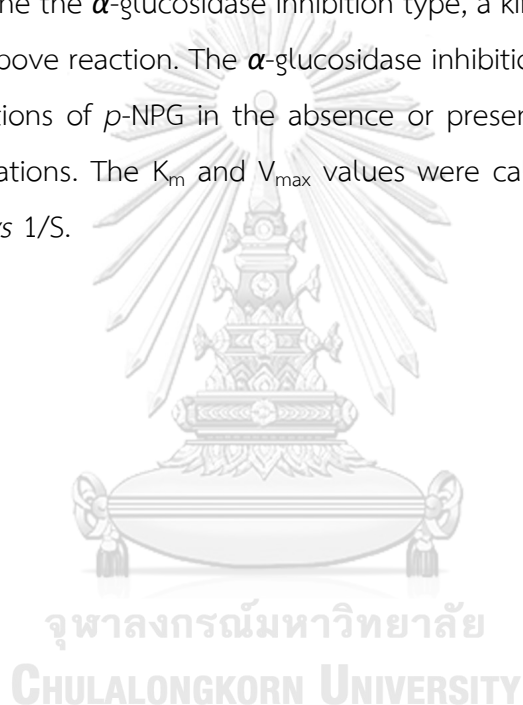 ne the α-glucosidase inhibition type, a ki
bove reaction. The α-glucosidase inhibitio
tions of p-NPG in the absence or presen
ations. The Km and Vmax values were ca
s 1/S.
จุฬาลงกรณ์มหาวิทยาลัย
CHULALONGKORN UNIVERSITY